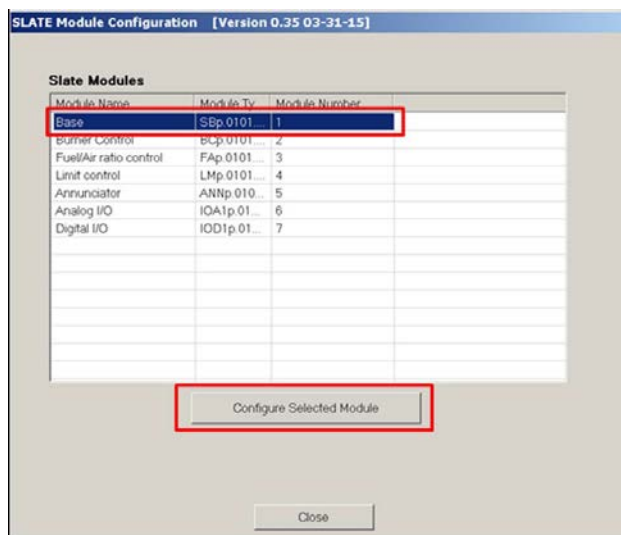 SLATE Module Configuration [Version 0.35 03-31-15]
Slate Modules
Module Name Module Ty... Module Number
Base SBp.0101.... 1
Burner Control BCp.0101.... 2
Fuel/Air ratio control FAp.0101.... 3
Limit control LMp.0101.... 4
Annunciator ANNp.010... 5
Analog I/O IOA1p.01... 6
Digital I/O IOD1p.01... 7
Configure Selected Module
Close